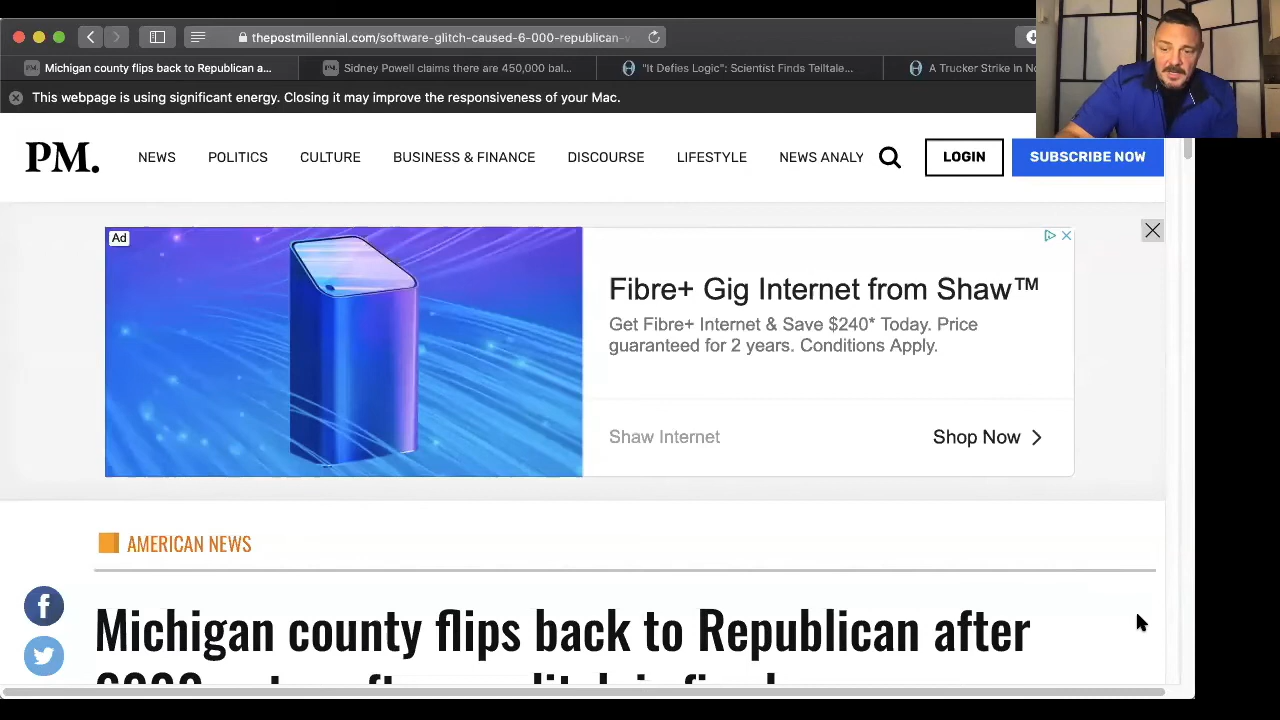 thepostmillennial.com/software-glitch-caused-6-000-republican-
Michigan county flips back to Republican a...
Sidney Powell claims there are 450,000 bal...
"It Defies Logic": Scientist Finds Telltale...
A Trucker Strike In No
This webpage is using significant energy. Closing it may improve the responsiveness of your Mac.
PM.
NEWS
POLITICS
CULTURE
BUSINESS & FINANCE
DISCOURSE
LIFESTYLE
NEWS ANALY
LOGIN
SUBSCRIBE NOW
Ad
Fibre+ Gig Internet from Shaw™
Get Fibre+ Internet & Save $240* Today. Price
guaranteed for 2 years. Conditions Apply.
Shaw Internet
Shop Now
AMERICAN NEWS
Michigan county flips back to Republican after